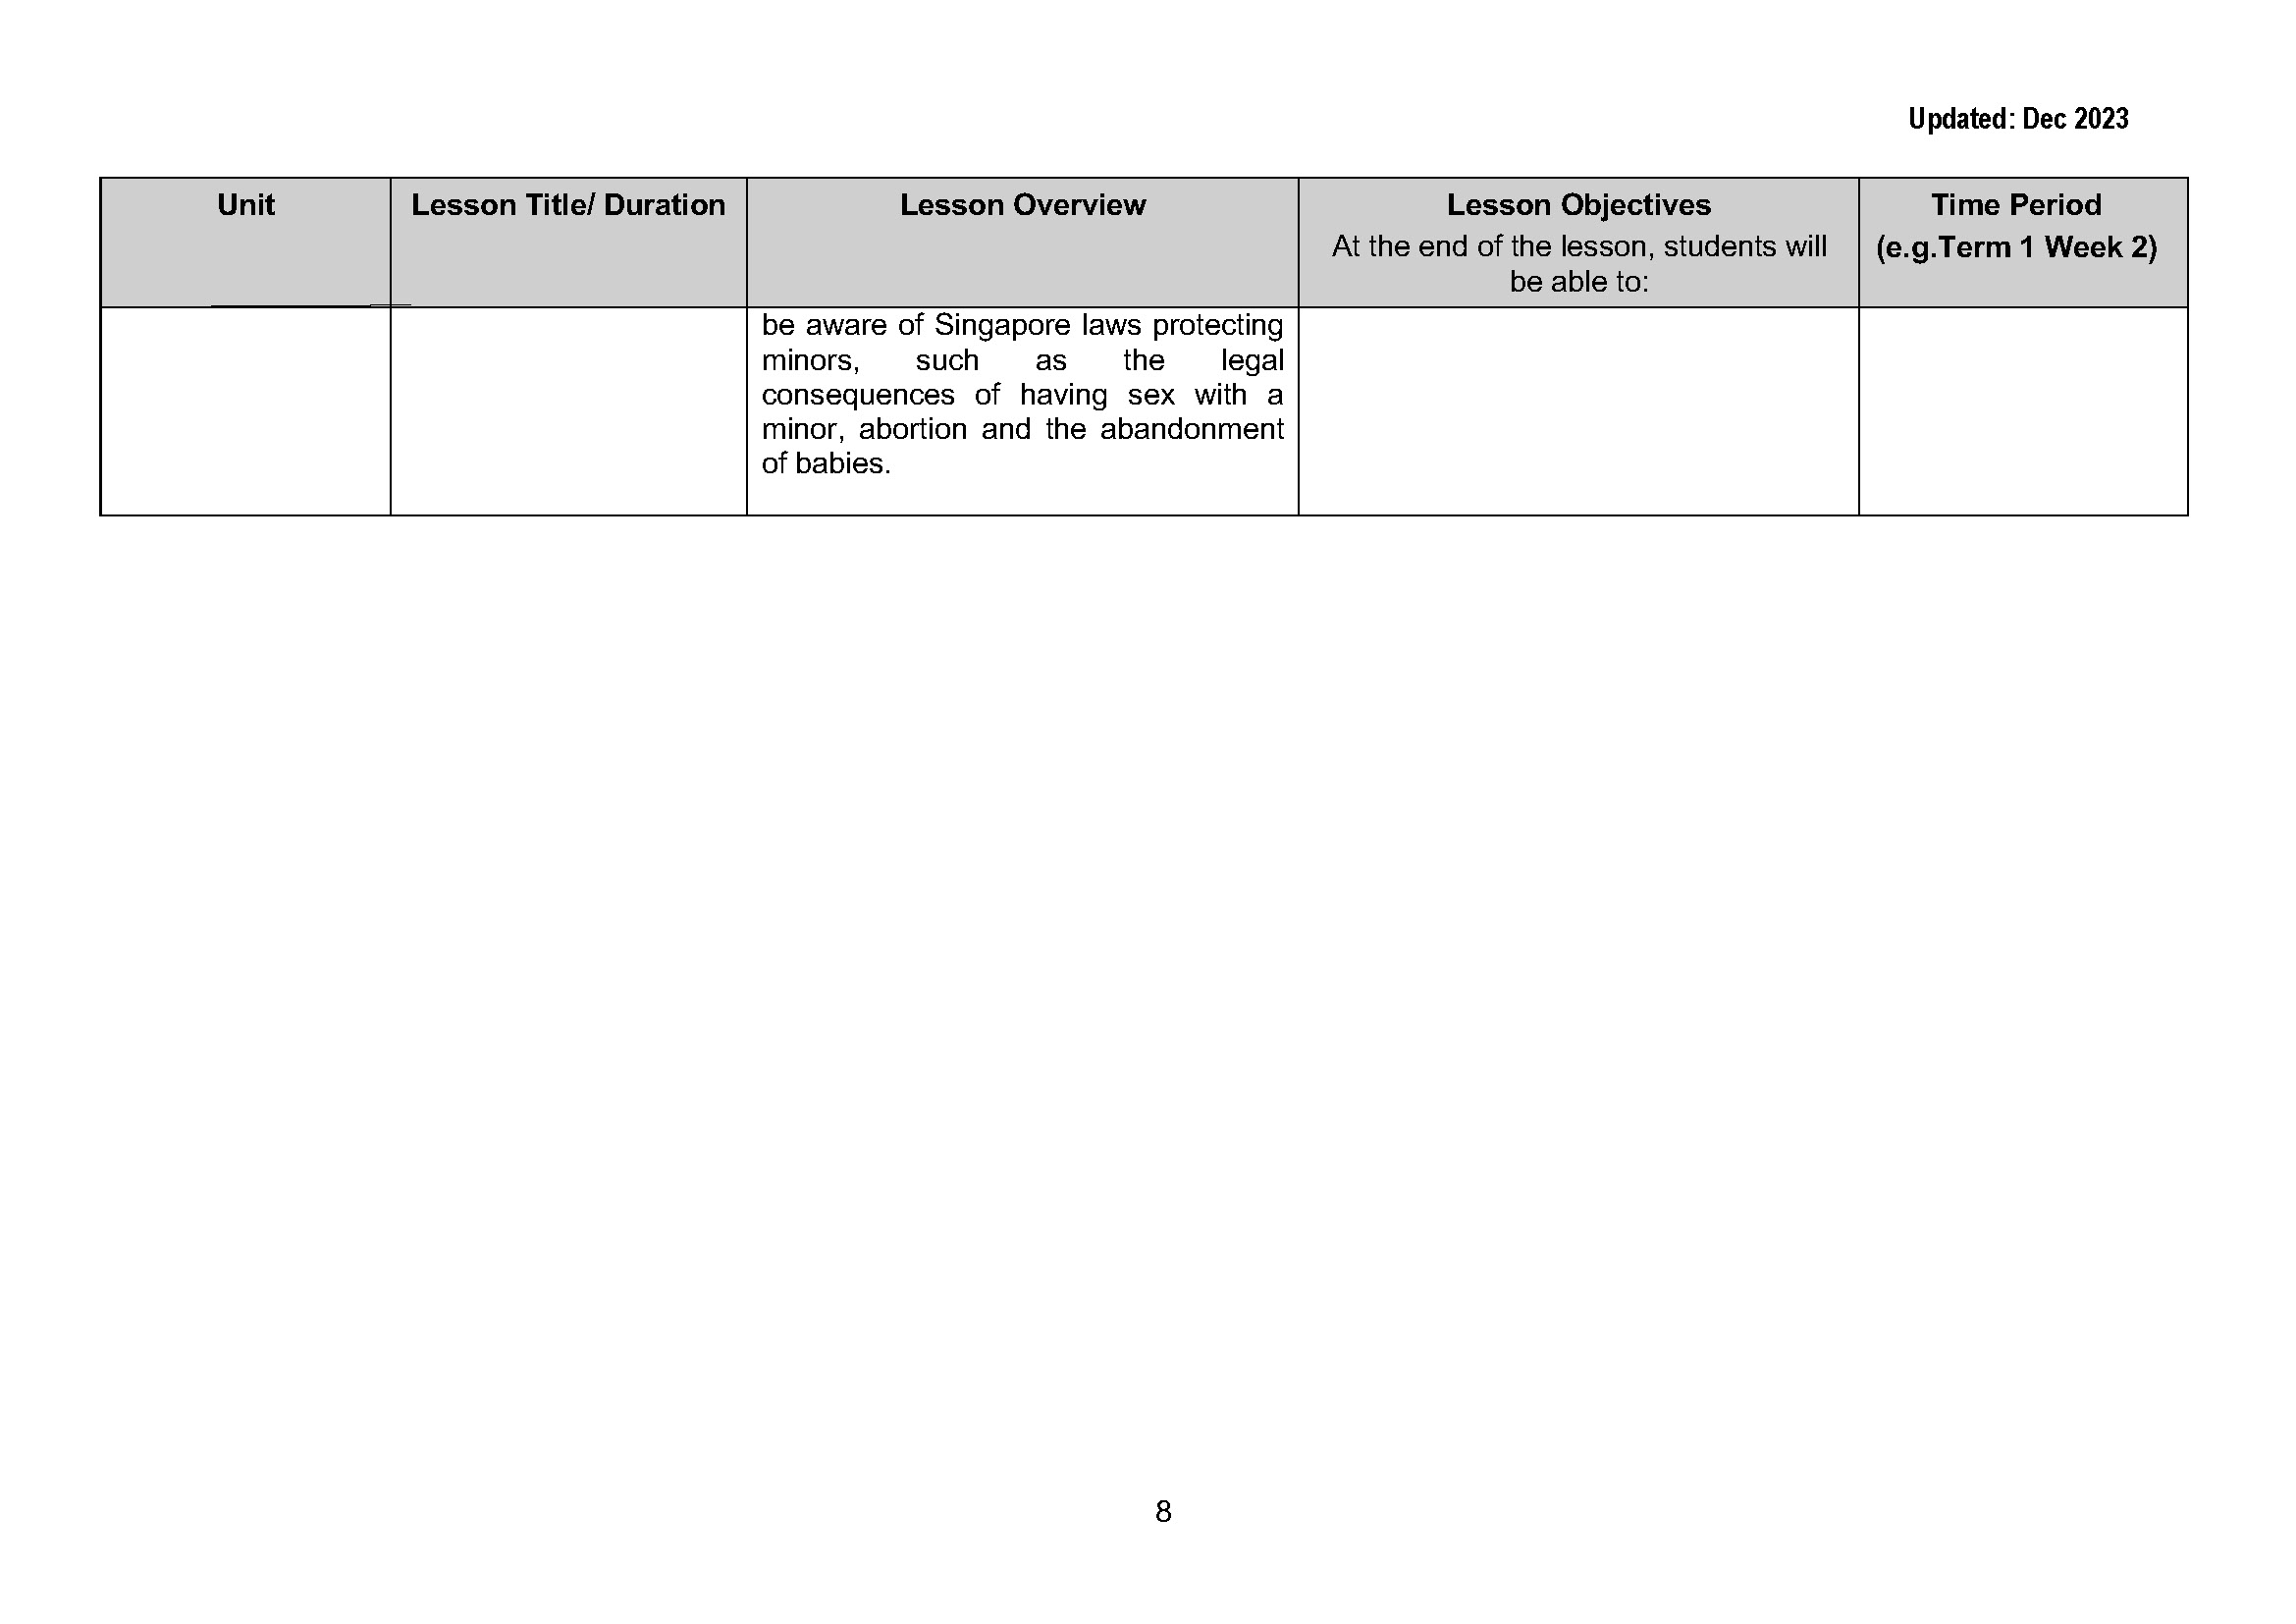 Updated: Dec 2023
Unit
Lesson Title/ Duration
Lesson Overview
Lesson Objectives
At the end of the lesson, students will
be able to:
Time Period
(e.g.Term 1 Week 2)
be aware of Singapore laws protecting
minors, such as the legal
consequences of having sex with a
minor, abortion and the abandonment
of babies.
8